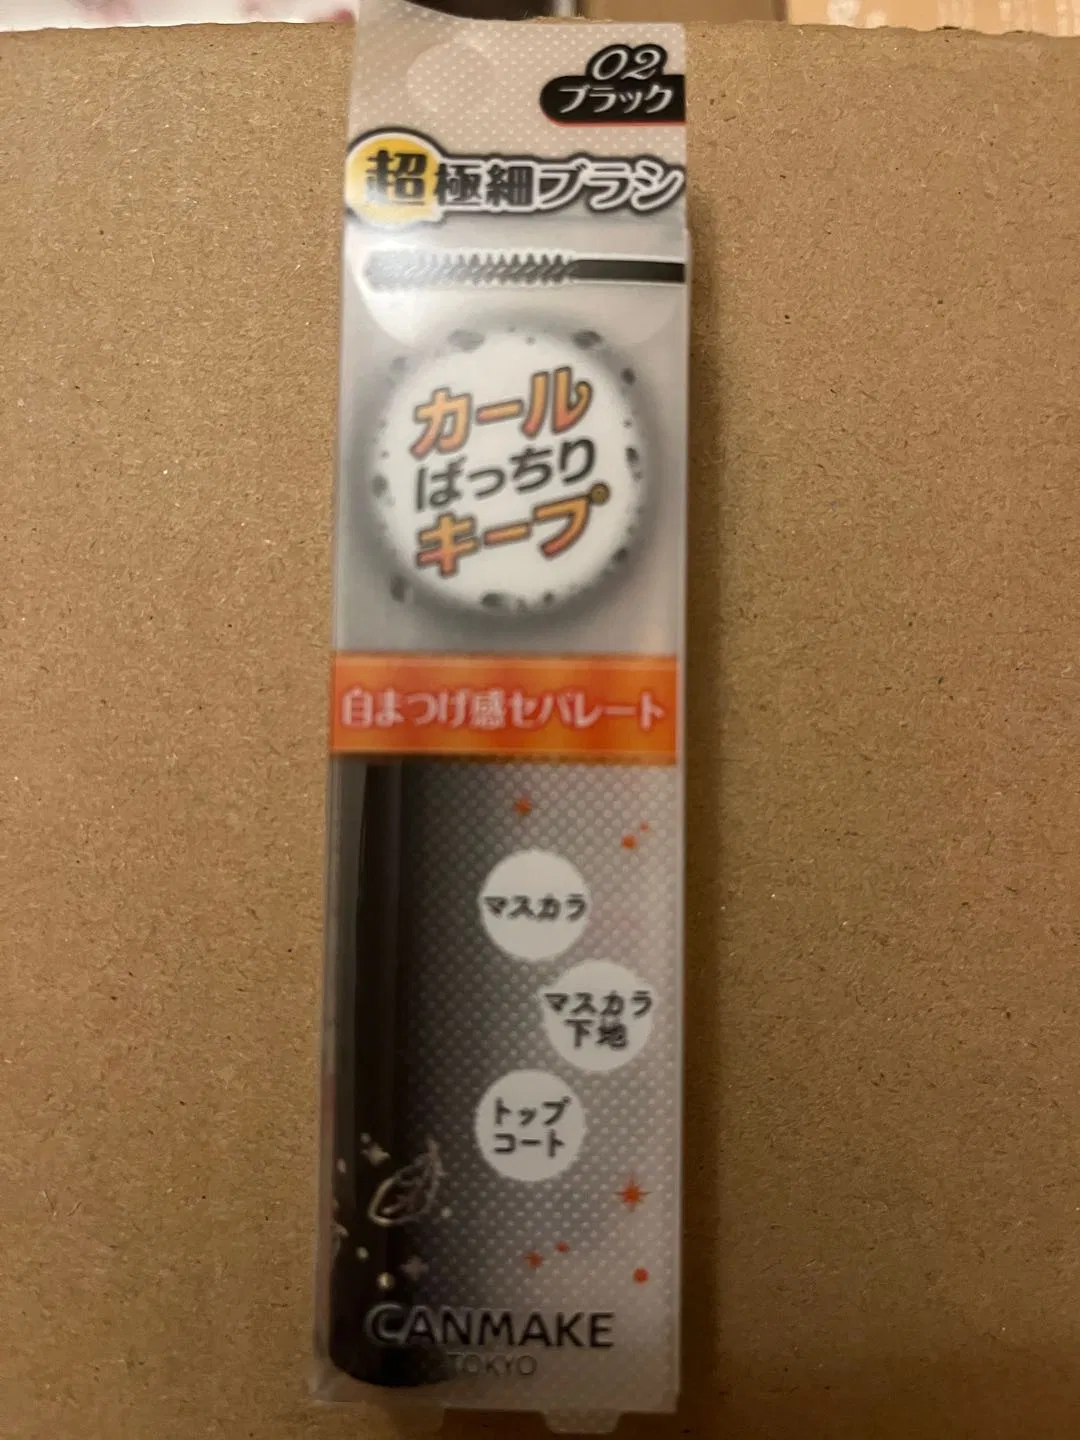 02
ブラック
超極細ブラシ
カール
ばっちり
キープ
自まつげ感セパレート
マスカラ
マスカラ
下地
トップ
コート
CANMAKE
TOKYO